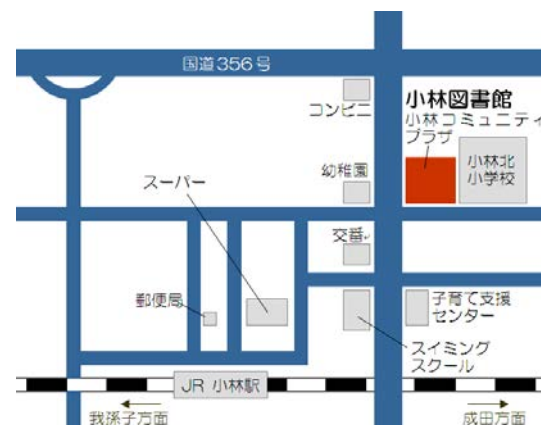 国道356号
コンビニ
小林図書館
小林コミュニティ
プラザ
小林北
小学校
幼稚園
スーパー
交番
郵便局
子育て支援
センター
スイミング
スクール
JR 小林駅
我孫子方面
成田方面